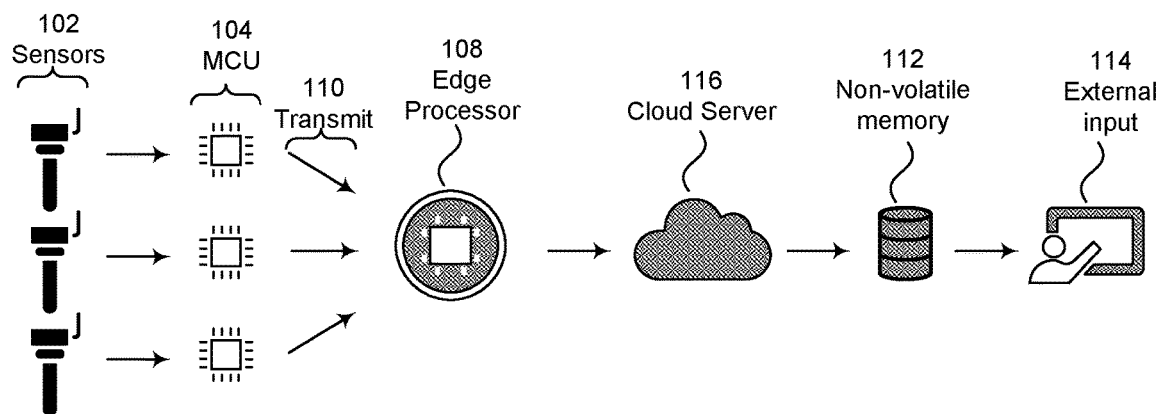 102
Sensors
104
MCU
110
Transmit
108
Edge
Processor
116
Cloud Server
112
Non-volatile
memory
114
External
input